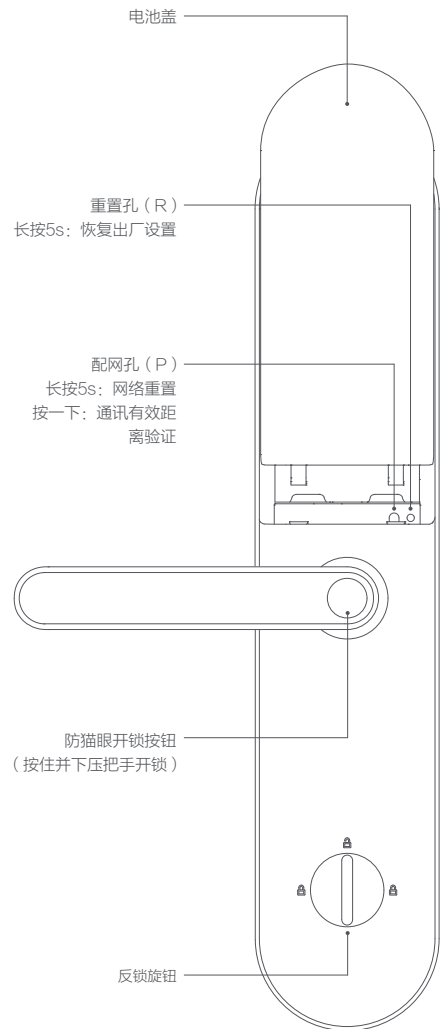 电池盖
重置孔（R）
长按5s：恢复出厂设置
配网孔（P）
长按5s：网络重置
按一下：通讯有效距
离验证
防猫眼开锁按钮
（按住并下压把手开锁）
反锁旋钮